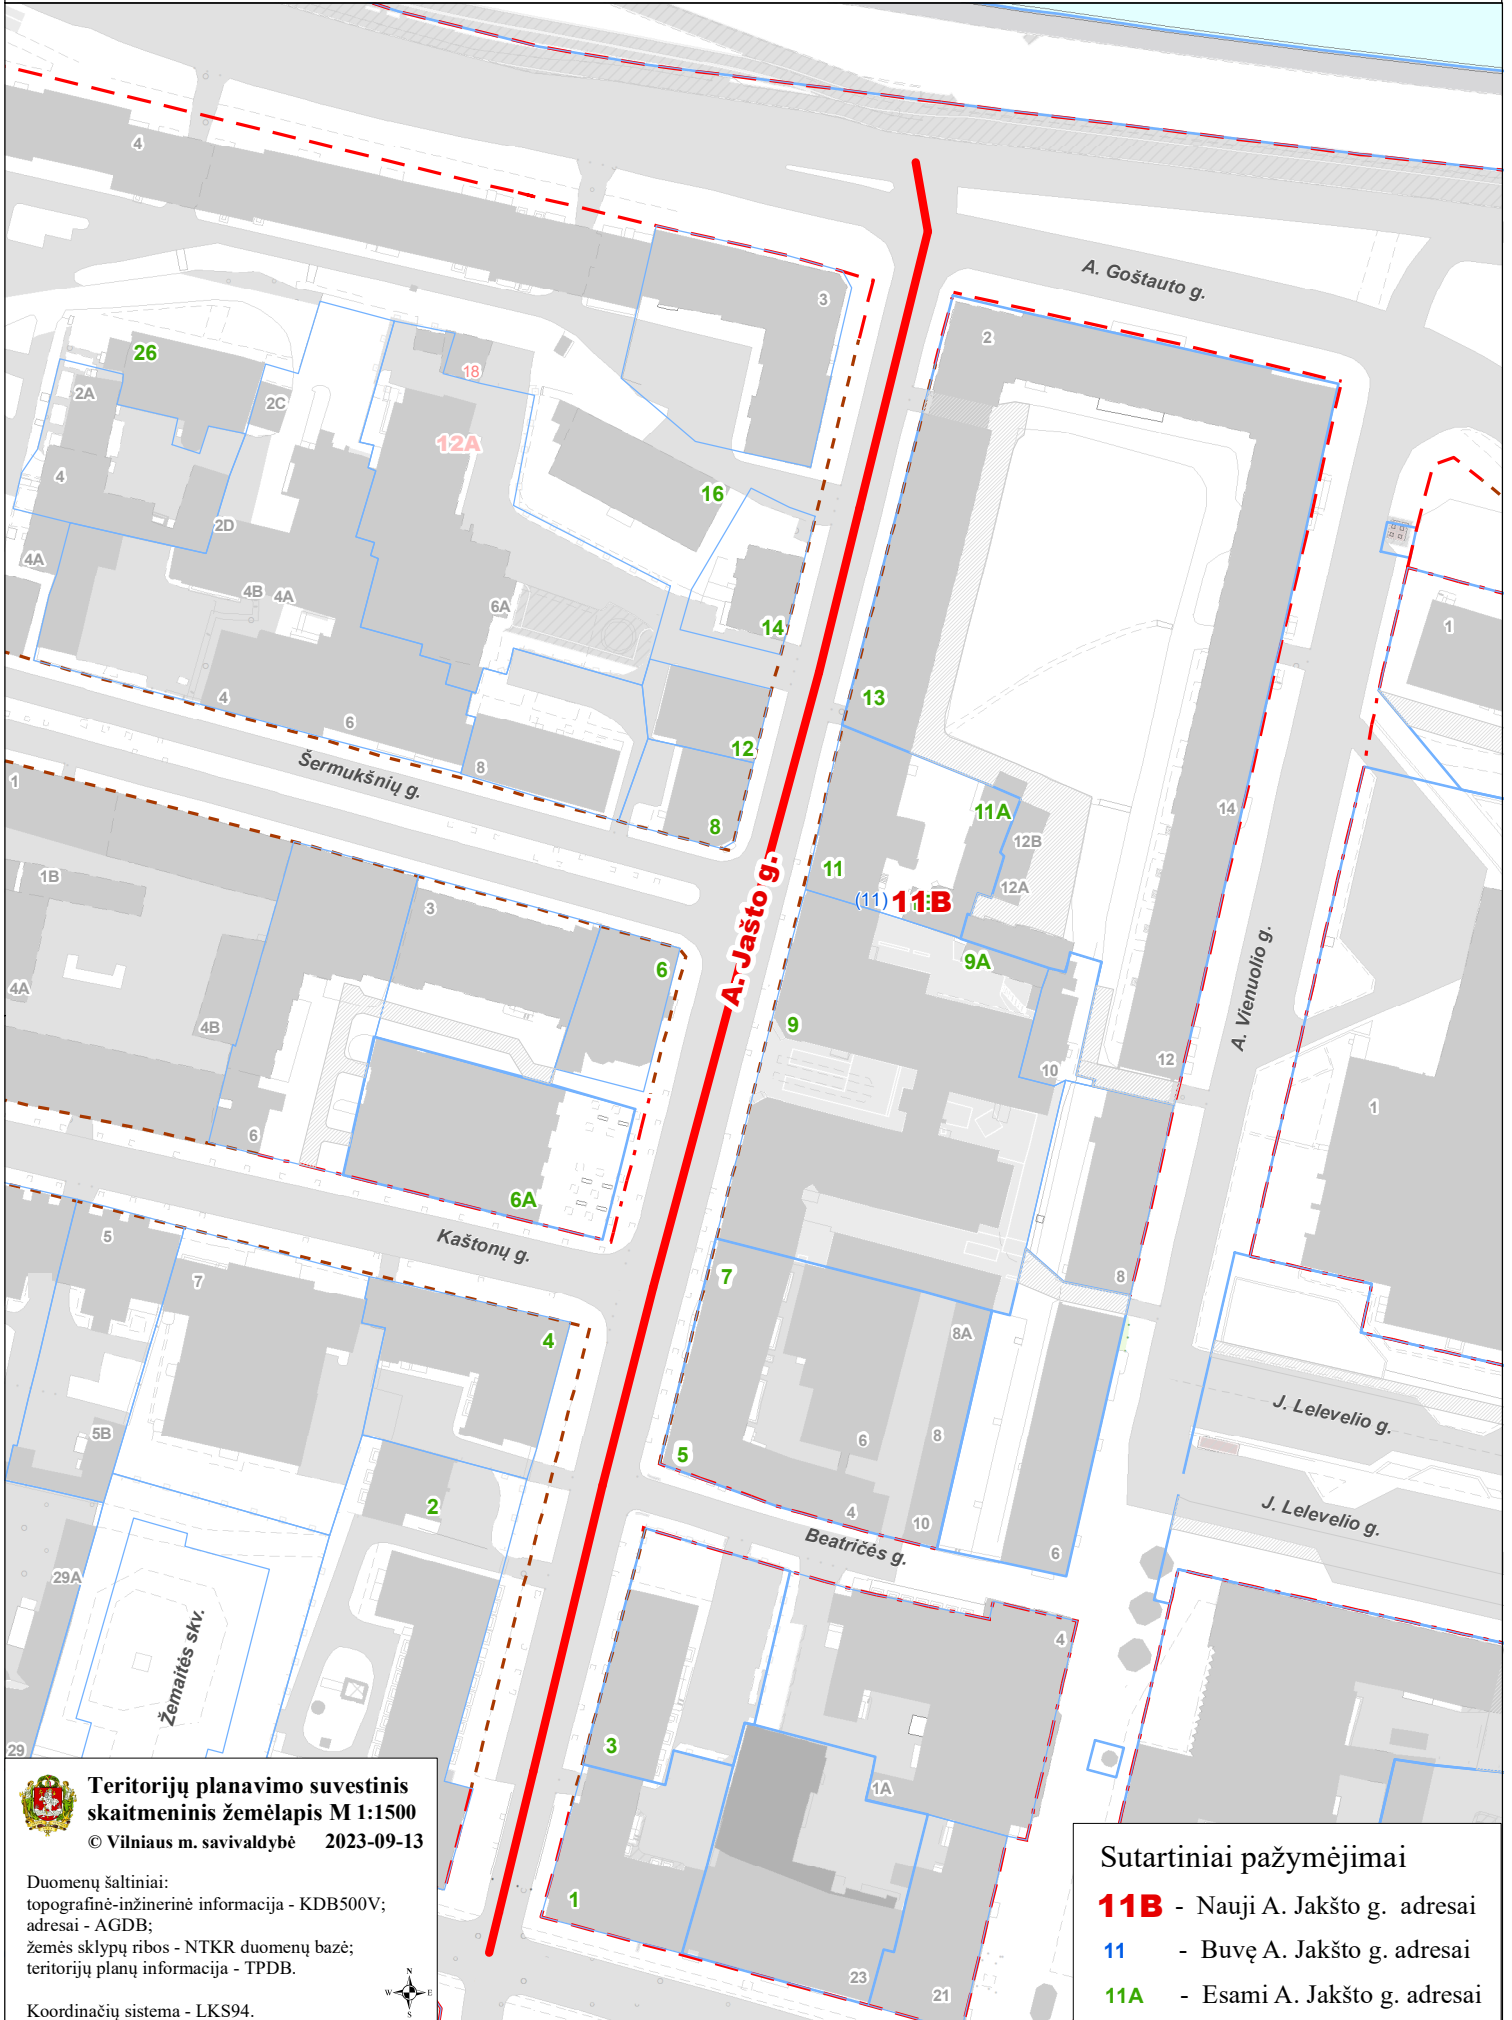 4
3
A. Goštauto g.
2
26
18
2A
2C
12A
4
16
2D
4A
4B
4A
6A
14
1
13
4
6
12
Šermukšnių g.
8
1
8
11A
14
12B
11
1B
12A
(11) 11B
3
A. Jašto g.
A. Vienuolio g.
6
9A
4A
4B
9
12
10
1
6
6A
Kaštonų g.
5
7
7
8
4
8A
J. Lelevelio g.
5B
6
8
5
2
4
10
J. Lelevelio g.
Beatričės g.
6
29A
Žemaitės skv.
4
3
29
1A
1
23
21
Teritorijų planavimo suvestinis
skaitmeninis žemėlapis M 1:1500
© Vilniaus m. savivaldybė 2023-09-13
Duomenų šaltiniai:
topografinė-inžinerinė informacija - KDB500V;
adresai - AGDB;
žemės sklypų ribos - NTKR duomenų bazė;
teritorijų planų informacija - TPDB.
N
W E
S
Koordinačių sistema - LKS94.
Sutartiniai pažymėjimai
11B - Nauji A. Jakšto g. adresai
11 - Buvę A. Jakšto g. adresai
11A - Esami A. Jakšto g. adresai